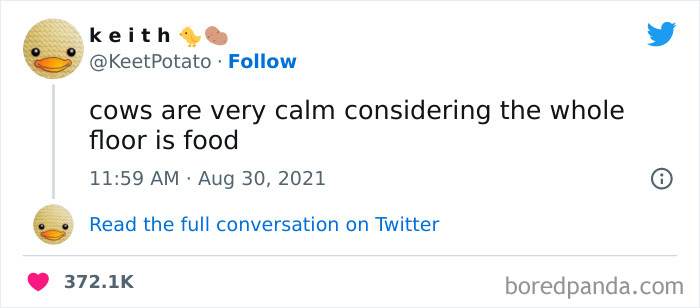 k e i t h 🐤🥔
@KeetPotato · Follow
cows are very calm considering the whole
floor is food
11:59 AM · Aug 30, 2021
Read the full conversation on Twitter
372.1K
boredpanda.com